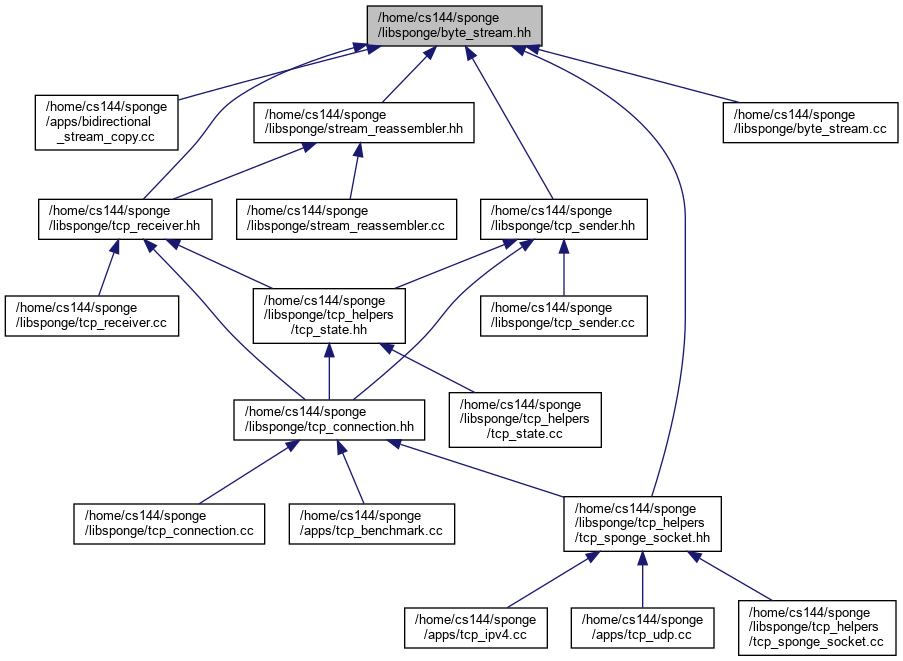 /home/cs144/sponge
/libsponge/byte_stream.hh
/home/cs144/sponge
/apps/bidirectional
_stream_copy.cc
/home/cs144/sponge
/libsponge/stream_reassembler.hh
/home/cs144/sponge
/libsponge/byte_stream.cc
/home/cs144/sponge
/libsponge/tcp_receiver.hh
/home/cs144/sponge
/libsponge/stream_reassembler.cc
/home/cs144/sponge
/libsponge/tcp_sender.hh
/home/cs144/sponge
/libsponge/tcp_receiver.cc
/home/cs144/sponge
/libsponge/tcp_helpers
/tcp_state.hh
/home/cs144/sponge
/libsponge/tcp_sender.cc
/home/cs144/sponge
/libsponge/tcp_connection.hh
/home/cs144/sponge
/libsponge/tcp_helpers
/tcp_state.cc
/home/cs144/sponge
/libsponge/tcp_connection.cc
/home/cs144/sponge
/apps/tcp_benchmark.cc
/home/cs144/sponge
/libsponge/tcp_helpers
/tcp_sponge_socket.hh
/home/cs144/sponge
/apps/tcp_ipv4.cc
/home/cs144/sponge
/apps/tcp_udp.cc
/home/cs144/sponge
/libsponge/tcp_helpers
/tcp_sponge_socket.cc